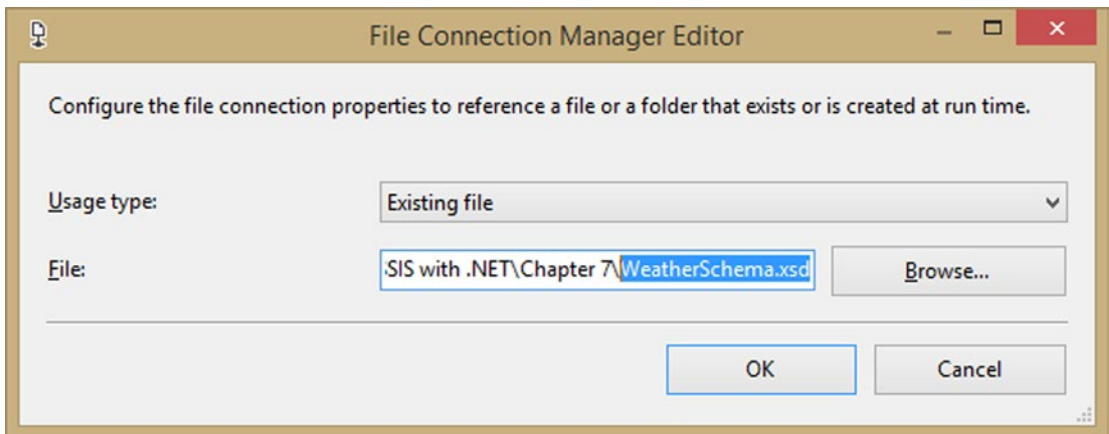 File Connection Manager Editor
Configure the file connection properties to reference a file or a folder that exists or is created at run time.
Usage type: Existing file
File: SIS with .NET\Chapter 7\WeatherSchema.xsd Browse...
OK Cancel